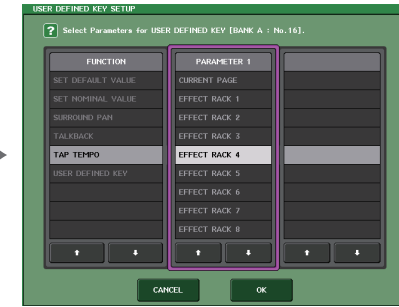 USER DEFINED KEY SETUP
? Select Parameters for USER DEFINED KEY [BANK A : No.16].
FUNCTION
SET DEFAULT VALUE
SET NOMINAL VALUE
SURROUND PAN
TALKBACK
TAP TEMPO
USER DEFINED KEY
PARAMETER 1
CURRENT PAGE
EFFECT RACK 1
EFFECT RACK 2
EFFECT RACK 3
EFFECT RACK 4
EFFECT RACK 5
EFFECT RACK 6
EFFECT RACK 7
EFFECT RACK 8
CANCEL
OK